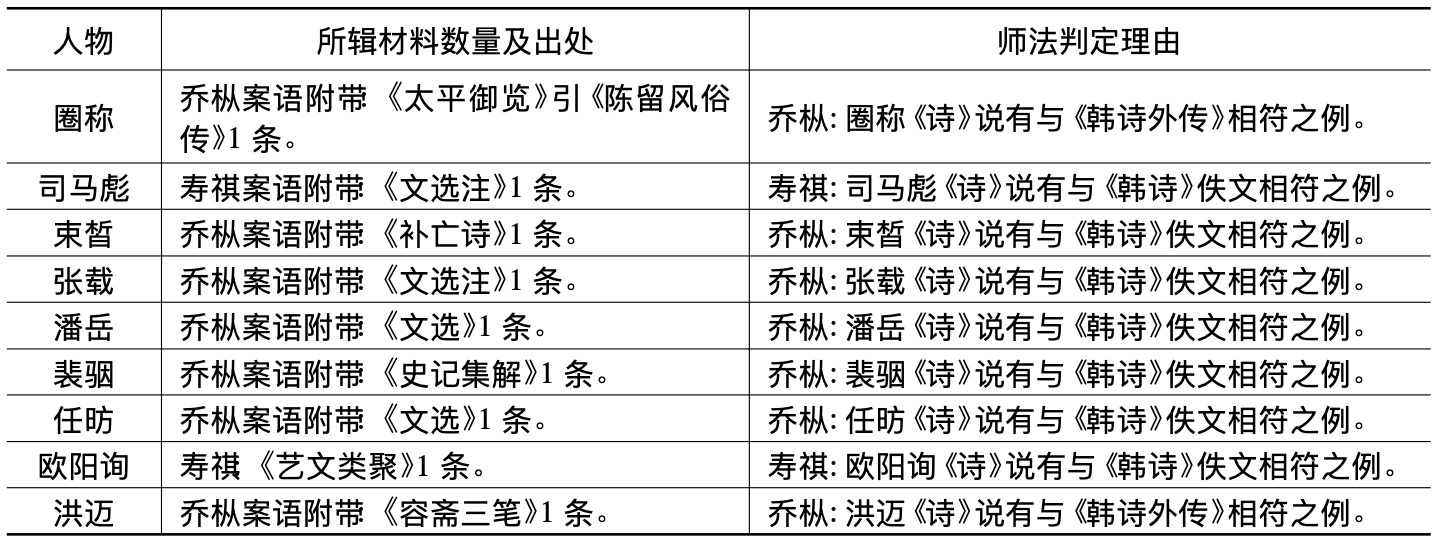 人物 所辑材料数量及出处 师法判定理由
圈称 乔枞案语附带:《太平御览》引《陈留风俗传》1 条。 乔枞: 圈称《诗》说有与《韩诗外传》相符之例。
司马彪 寿祺案语附带:《文选注》1 条。 寿祺: 司马彪《诗》说有与《韩诗》佚文相符之例。
束皙 乔枞案语附带:《补亡诗》1 条。 乔枞: 束皙《诗》说有与《韩诗》佚文相符之例。
张载 乔枞案语附带:《文选注》1 条。 乔枞: 张载《诗》说有与《韩诗》佚文相符之例。
潘岳 乔枞案语附带:《文选》1 条。 乔枞: 潘岳《诗》说有与《韩诗》佚文相符之例。
裴骃 乔枞案语附带:《史记集解》1 条。 乔枞: 裴骃《诗》说有与《韩诗》佚文相符之例。
任昉 乔枞案语附带:《文选》1 条。 乔枞: 任昉《诗》说有与《韩诗》佚文相符之例。
欧阳询 寿祺:《艺文类聚》1 条。 寿祺: 欧阳询《诗》说有与《韩诗》佚文相符之例。
洪迈 乔枞案语附带:《容斋三笔》1 条。 乔枞: 洪迈《诗》说有与《韩诗外传》相符之例。